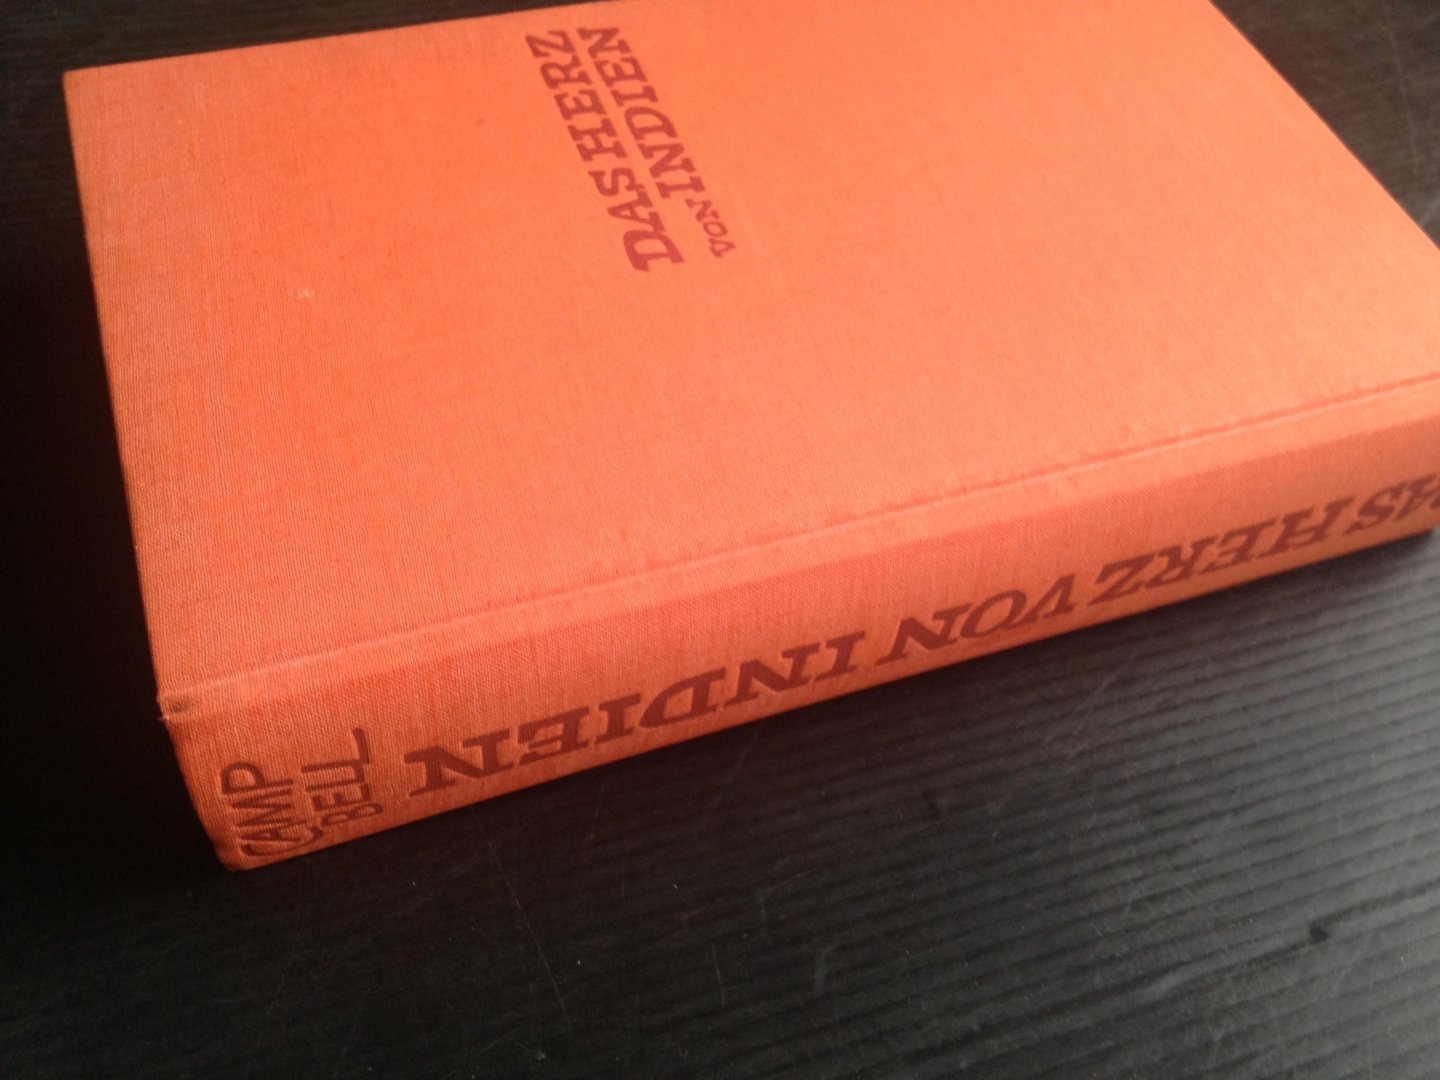 DAS HERZ
VON INDIEN
CAMP
BELL
DAS HERZ VON INDIEN